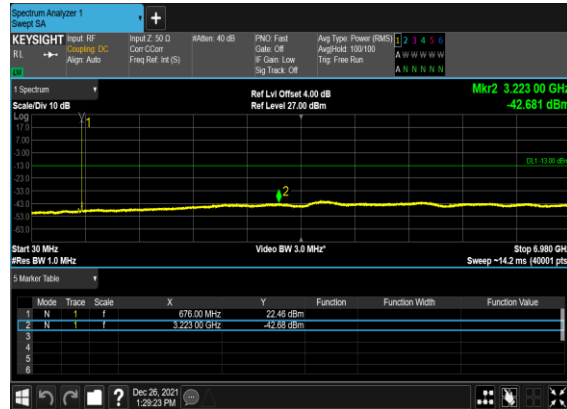 Spectrum Analyzer 1
Swept SA
KEYSIGHT Input: RF Input Z: 50 Ω #Atten: 40 dB PNO: Fast Avg Type: Power (RMS) 1 2 3 4 5 6
RL Coupling: DC Corr CCorr Gate: Off Avg|Hold: 100/100 A W W W W W
Align: Auto Freq Ref: Int (S) IF Gain: Low Trig: Free Run
Sig Track: Off A N N N N N
1 Spectrum Ref Lvl Offset 4.00 dB Mkr2 3.223 00 GHz
Scale/Div 10 dB Ref Level 27.00 dBm -42.681 dBm
Log
17.0
1
7.00
-3.00
-13.0
DL1 -13.00 dBm
-23.0
-33.0
2
-43.0
-53.0
-63.0
Start 30 MHz Video BW 3.0 MHz* Stop 6.980 GHz
#Res BW 1.0 MHz Sweep ~14.2 ms (40001 pts)
5 Marker Table
Mode Trace Scale X Y Function Function Width Function Value
1 N 1 f 676.00 MHz 22.46 dBm
2 N 1 f 3.223 00 GHz -42.68 dBm
3
4
5
6
? Dec 26, 2021
1:29:23 PM